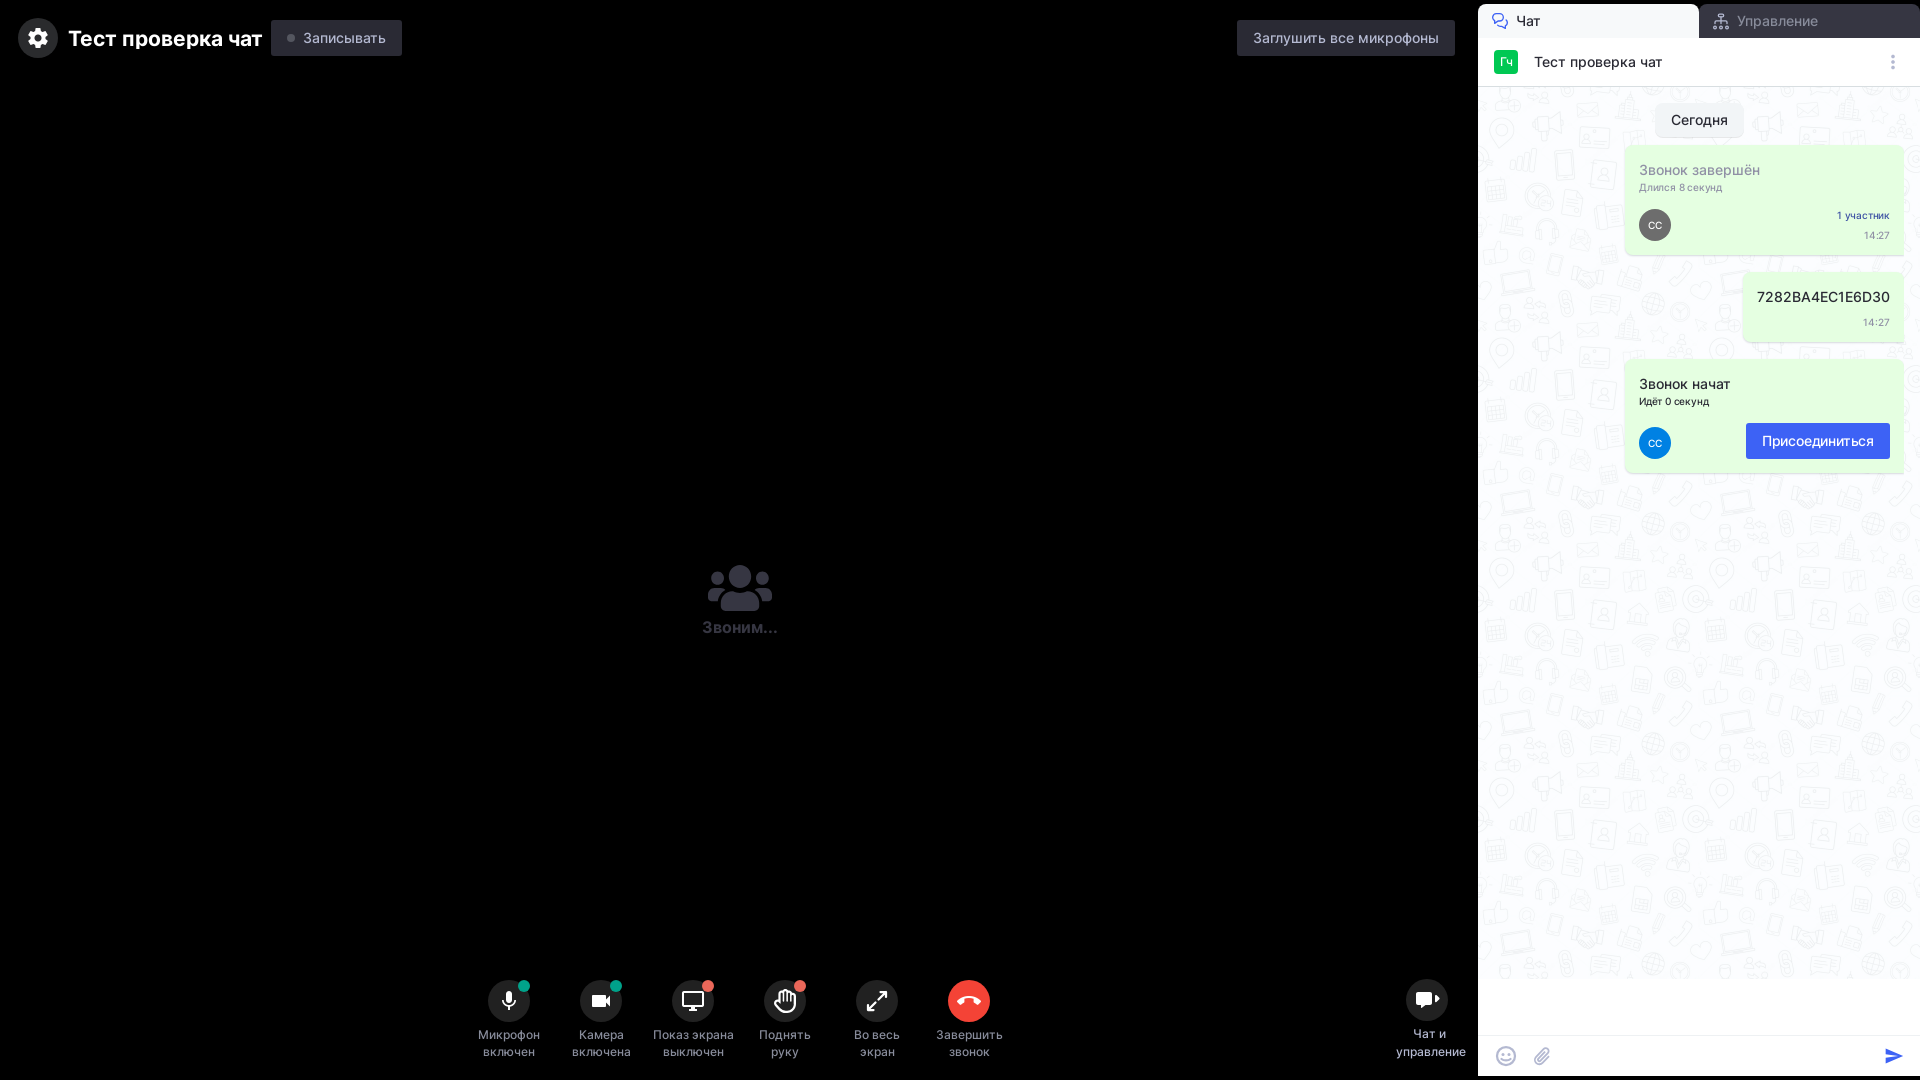 Тест проверка чат
Записывать
Заглушить все микрофоны
Звоним...
Микрофон
включен
Камера
включена
Показ экрана
выключен
Поднять
руку
Во весь
экран
Завершить
звонок
Чат и
управление
Чат
Управление
Гч
Тест проверка чат
Сегодня
Звонок завершён
Длился 8 секунд
СС
1 участник
14:27
7282BA4EC1E6D30
14:27
Звонок начат
Идёт 0 секунд
СС
Присоединиться